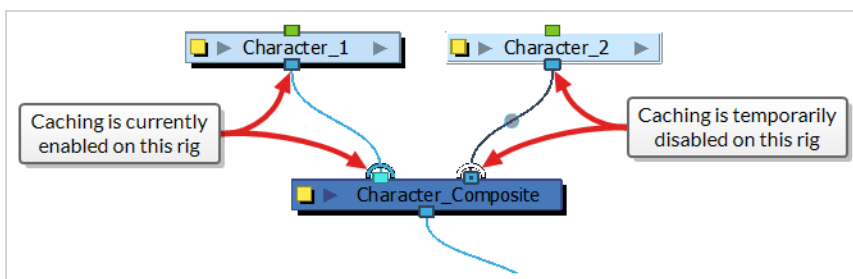 Character_1
Character_2
Caching is currently
enabled on this rig
Caching is temporarily
disabled on this rig
Character_Composite